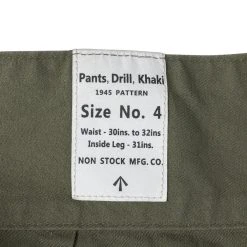 Pants, Drill, Khaki
1945 PATTERN
Size No. 4
Waist - 30ins. to 32ins
Inside Leg - 31ins.
NON STOCK MFG. CO.